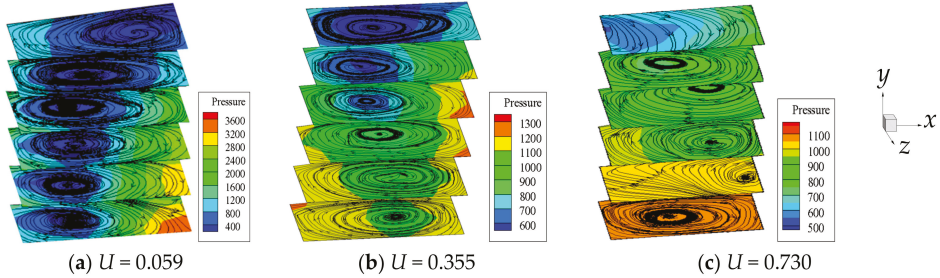 Pressure
3600
3200
2800
2400
2000
1600
1200
800
400
(a) U = 0.059
Pressure
1300
1200
1100
1000
900
800
700
600
(b) U = 0.355
Pressure
1100
1000
900
800
700
600
500
(c) U = 0.730
y
x
z